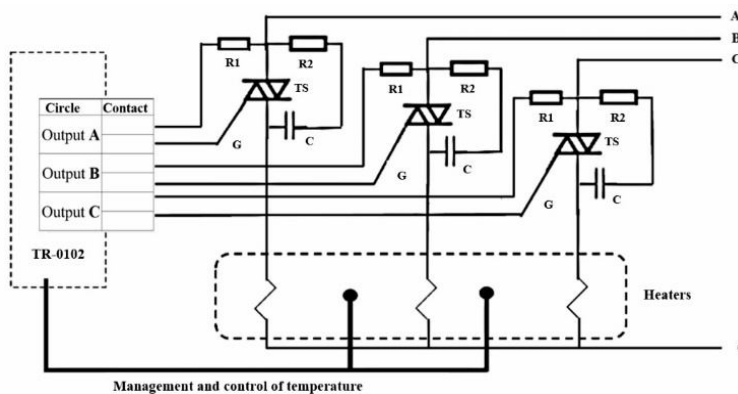 A
B
R1
R2
TS
R1
R2
TS
R1
R2
TS
Circle Contact
Output A
Output B
Output C
G
C
G
C
G
C
TR-0102
Heaters
Management and control of temperature